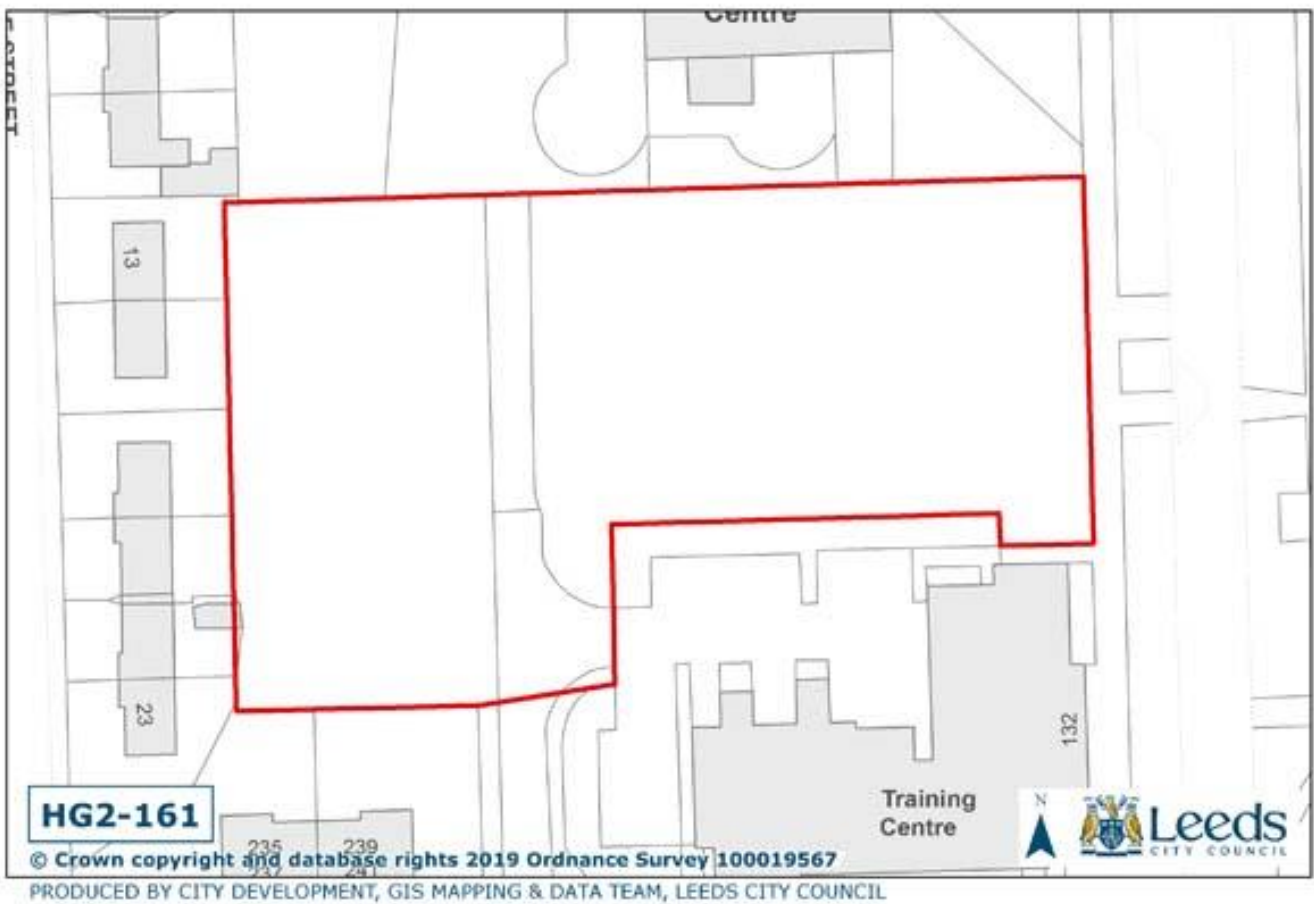 Centre
STREET
13
23
132
Training
Centre
N
HG2-161
Leeds
CITY COUNCIL
235
239
© Crown copyright and database rights 2019 Ordnance Survey 100019567
PRODUCED BY CITY DEVELOPMENT, GIS MAPPING & DATA TEAM, LEEDS CITY COUNCIL